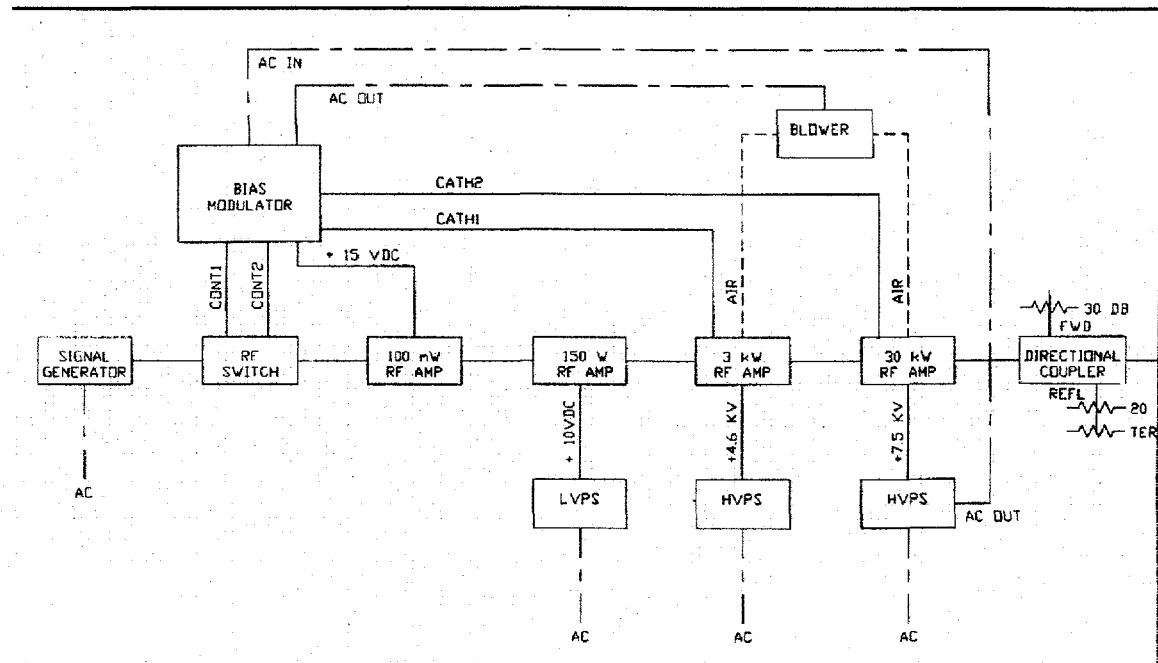 AC IN
AC OUT
BLOWER
BIAS
MODULATOR
CATH2
CATH1
+ 15 VDC
CONT1
CONT2
AIR
AIR
30 DB
FWD
SIGNAL
GENERATOR
RF
SWITCH
100 mW
RF AMP
150 W
RF AMP
3 kW
RF AMP
30 kW
RF AMP
DIRECTIONAL
COUPLER
REFL
20
TER
+ 10VDC
+4.6 KV
+7.5 KV
AC
LVPS
HVPS
HVPS
AC OUT
AC
AC
AC